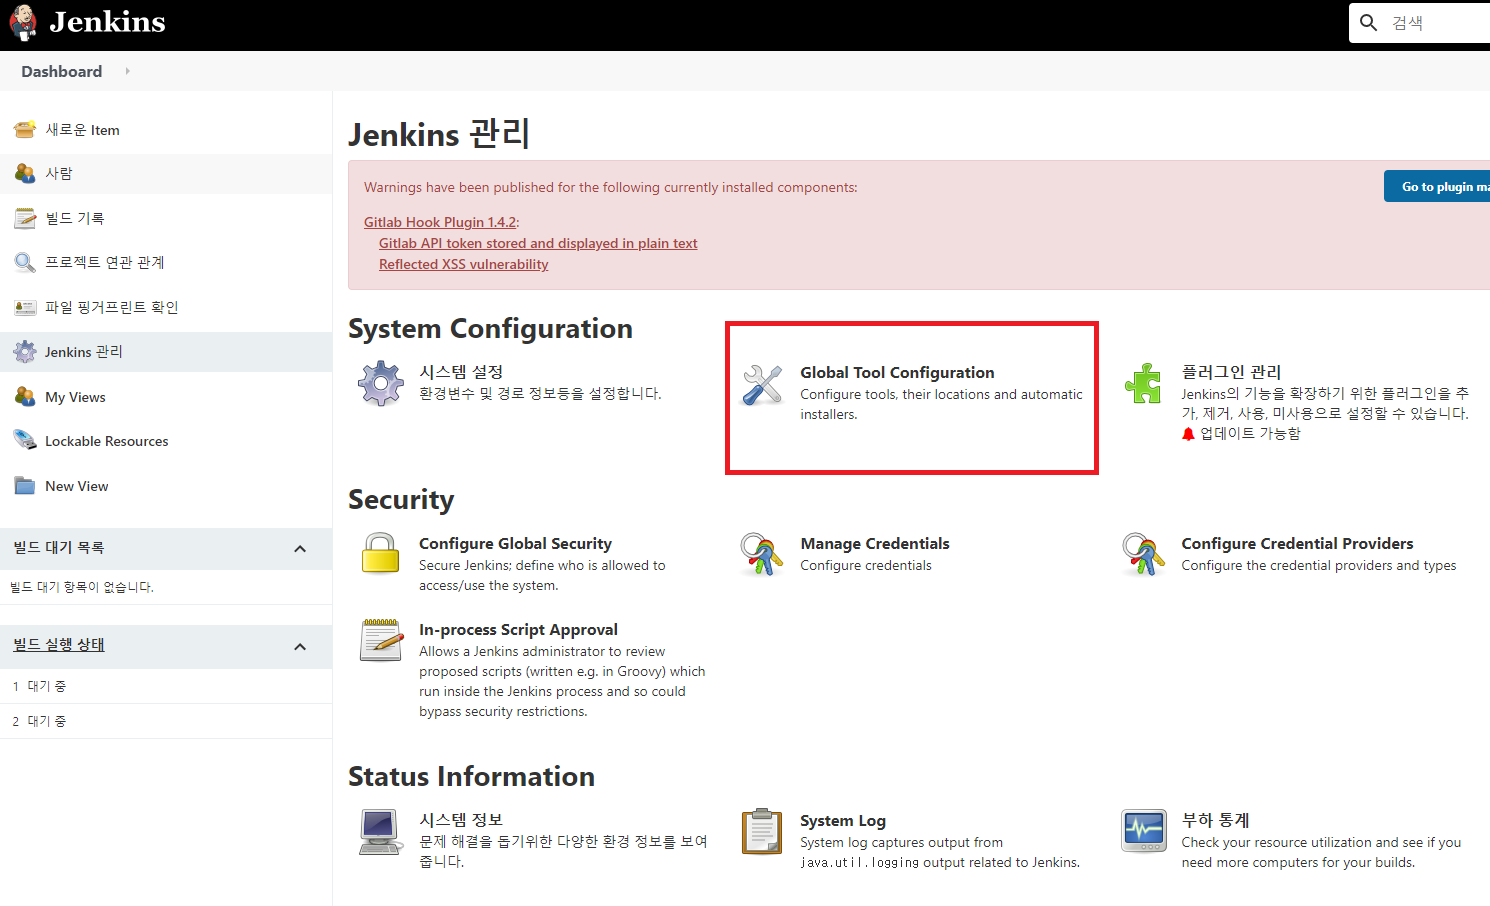 Jenkins
검색
Dashboard
새로운 Item
사람
빌드 기록
프로젝트 연관 관계
파일 핑거프린트 확인
Jenkins 관리
My Views
Lockable Resources
New View
빌드 대기 목록
빌드 대기 항목이 없습니다.
빌드 실행 상태
1 대기 중
2 대기 중
Jenkins 관리
Warnings have been published for the following currently installed components:
Go to plugin ma
Gitlab Hook Plugin 1.4.2:
Gitlab API token stored and displayed in plain text
Reflected XSS vulnerability
System Configuration
시스템 설정
환경변수 및 경로 정보등을 설정합니다.
Global Tool Configuration
Configure tools, their locations and automatic
installers.
플러그인 관리
Jenkins의 기능을 확장하기 위한 플러그인을 추
가, 제거, 사용, 미사용으로 설정할 수 있습니다.
업데이트 가능함
Security
Configure Global Security
Secure Jenkins; define who is allowed to
access/use the system.
Manage Credentials
Configure credentials
Configure Credential Providers
Configure the credential providers and types
In-process Script Approval
Allows a Jenkins administrator to review
proposed scripts (written e.g. in Groovy) which
run inside the Jenkins process and so could
bypass security restrictions.
Status Information
시스템 정보
문제 해결을 돕기위한 다양한 환경 정보를 보여
줍니다.
System Log
System log captures output from
java.util.logging output related to Jenkins.
부하 통계
Check your resource utilization and see if you
need more computers for your builds.